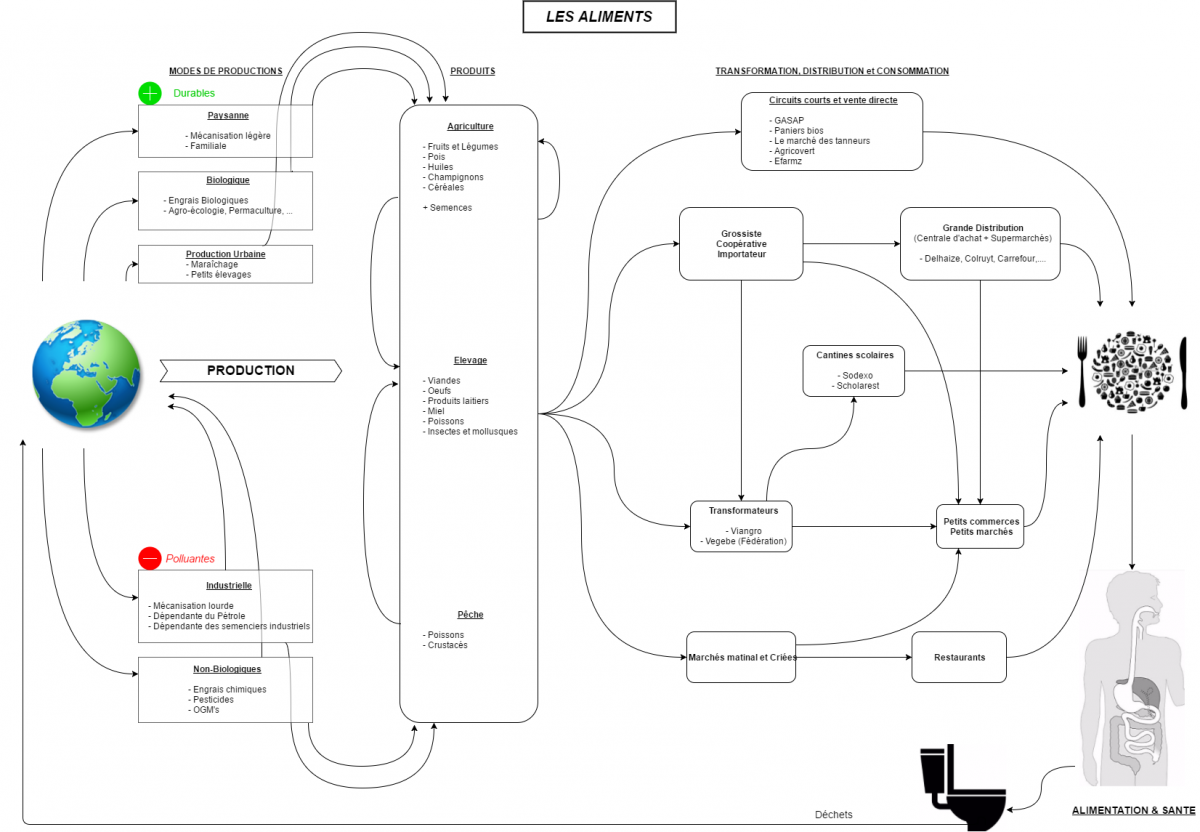 LES ALIMENTS
MODES DE PRODUCTIONS
Durables
Paysanne
- Mécanisation légère
- Familiale
Biologique
- Engrais Biologiques
- Agro-écologie, Permaculture, ...
Production Urbaine
- Maraîchage
- Petits élevages
PRODUCTION
Polluantes
Industrielle
- Mécanisation lourde
- Dépendante du Pétrole
- Dépendante des semenciers industriels
Non-Biologiques
- Engrais chimiques
- Pesticides
- OGM's
PRODUITS
Agriculture
- Fruits et Légumes
- Pois
- Huiles
- Champignons
- Céréales
+ Semences
Elevage
- Viandes
- Oeufs
- Produits laitiers
- Miel
- Poissons
- Insectes et mollusques
Pêche
- Poissons
- Crustacés
TRANSFORMATION, DISTRIBUTION et CONSOMMATION
Circuits courts et vente directe
- GASAP
- Paniers bios
- Le marché des tanneurs
- Agricovert
- Efarmz
Grossiste
Coopérative
Importateur
Grande Distribution
(Centrale d'achat + Supermarchés)
- Delhaize, Colruyt, Carrefour,....
Cantines scolaires
- Sodexo
- Scholarest
Transformateurs
- Viangro
- Vegebe (Fédération)
Petits commerces
Petits marchés
Marchés matinal et Criées
Restaurants
ALIMENTATION & SANTE
Déchets